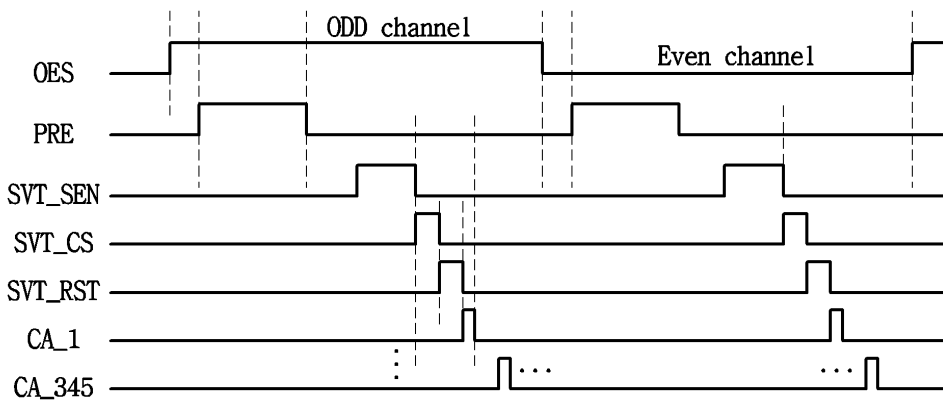 ODD channel
OES
Even channel
PRE
SVT_SEN
SVT_CS
SVT_RST
CA_1
CA_345